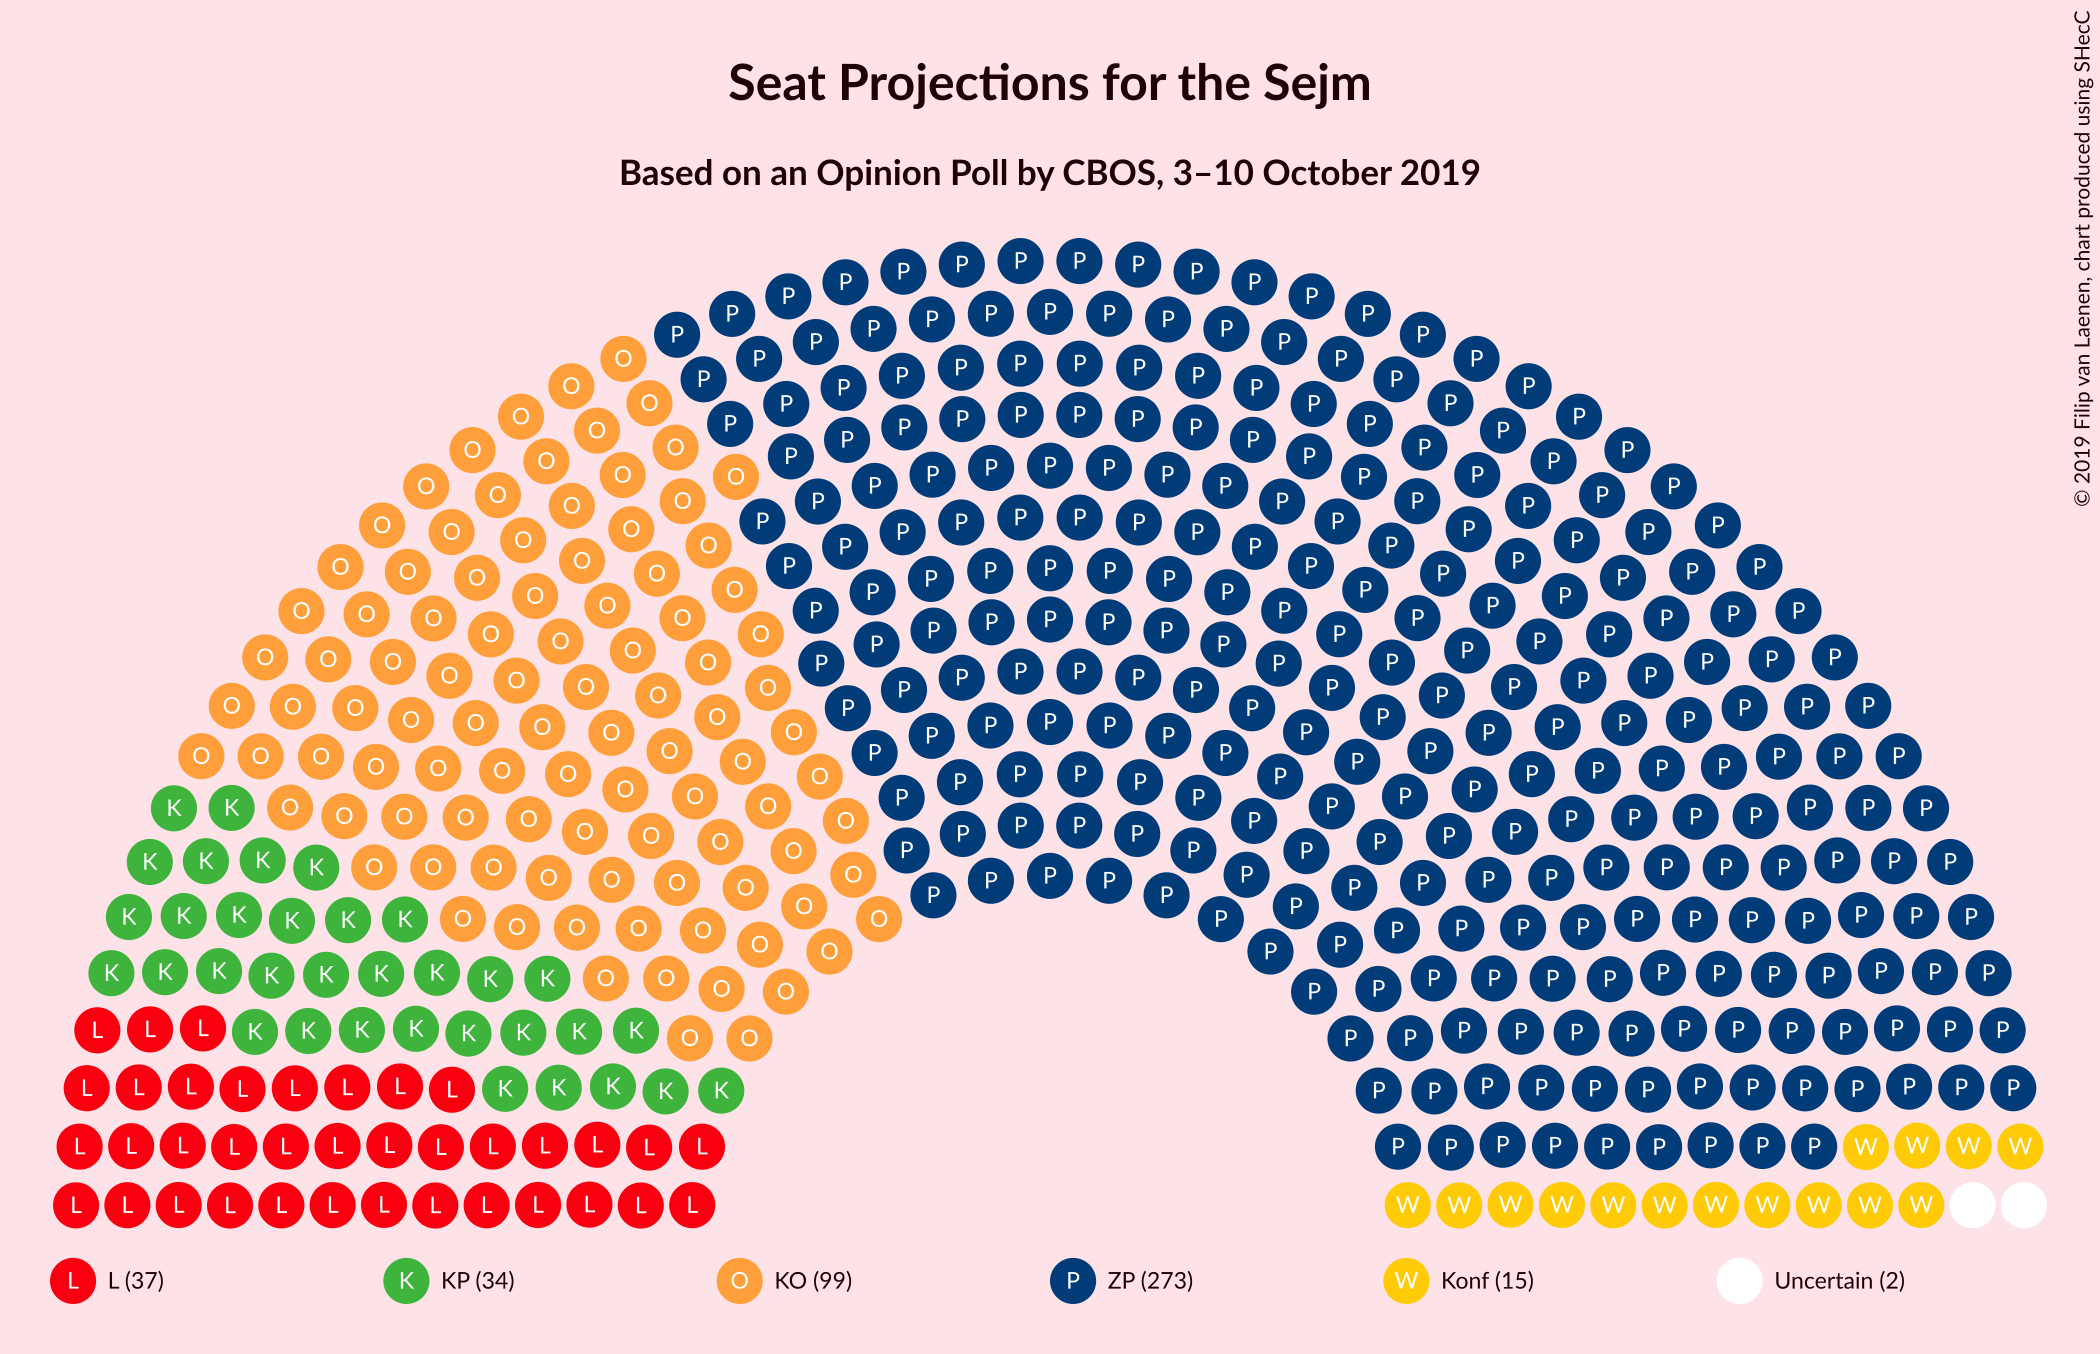 Seat Projections for the Sejm
Based on an Opinion Poll by CBOS, 3–10 October 2019
© 2019 Filip van Laenen, chart produced using SHecC
L L (37)
K KP (34)
O KO (99)
P ZP (273)
W Konf (15)
Uncertain (2)